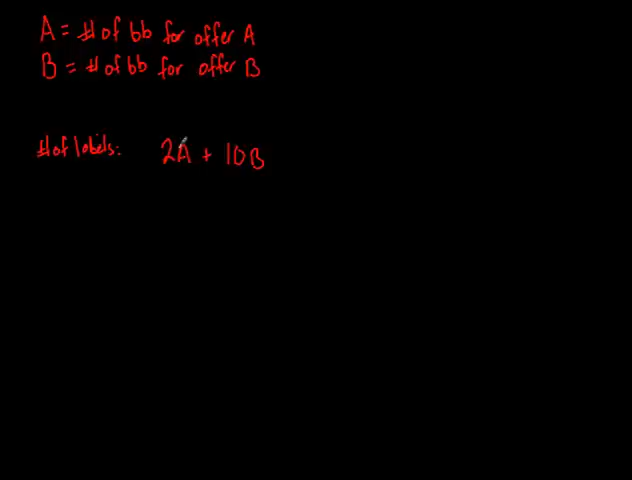 A = # of bb for offer A
B = # of bb for offer B
# of labels: 2A + 10B